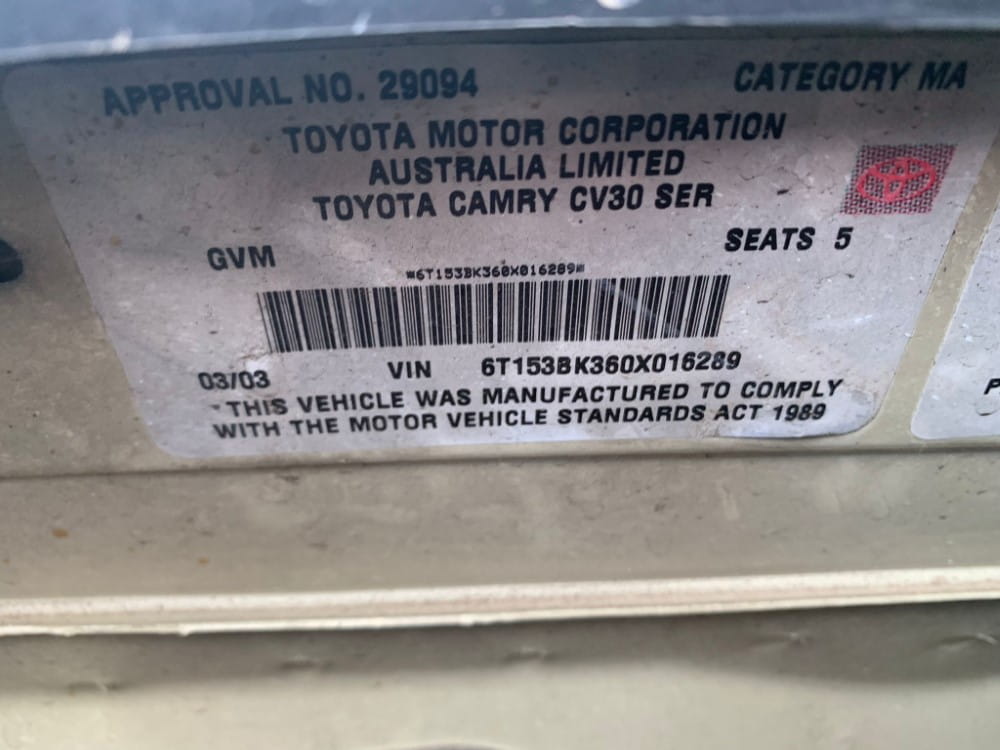 APPROVAL NO. 29094 CATEGORY MA
TOYOTA MOTOR CORPORATION
AUSTRALIA LIMITED
TOYOTA CAMRY CV30 SER
GVM SEATS 5
*6T153BK360X016289*
03/03 VIN 6T153BK360X016289
THIS VEHICLE WAS MANUFACTURED TO COMPLY
WITH THE MOTOR VEHICLE STANDARDS ACT 1989
P